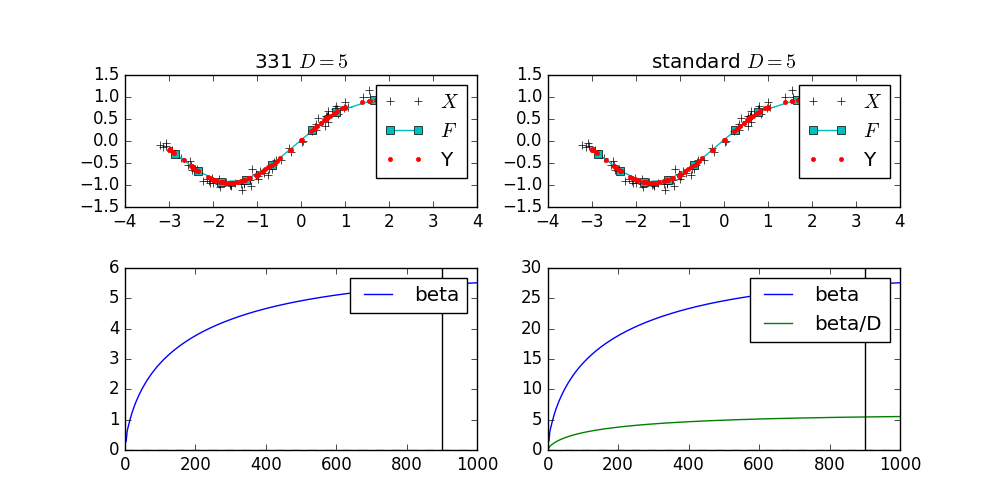 331 D = 5
standard D = 5
1.5
1.0
0.5
0.0
−0.5
−1.0
−1.5
−4 −3 −2 −1 0 1 2 3 4
X
F
Y
1.5
1.0
0.5
0.0
−0.5
−1.0
−1.5
−4 −3 −2 −1 0 1 2 3 4
X
F
Y
6
5
4
3
2
1
0
0 200 400 600 800 1000
beta
30
25
20
15
10
5
0
0 200 400 600 800 1000
beta
beta/D